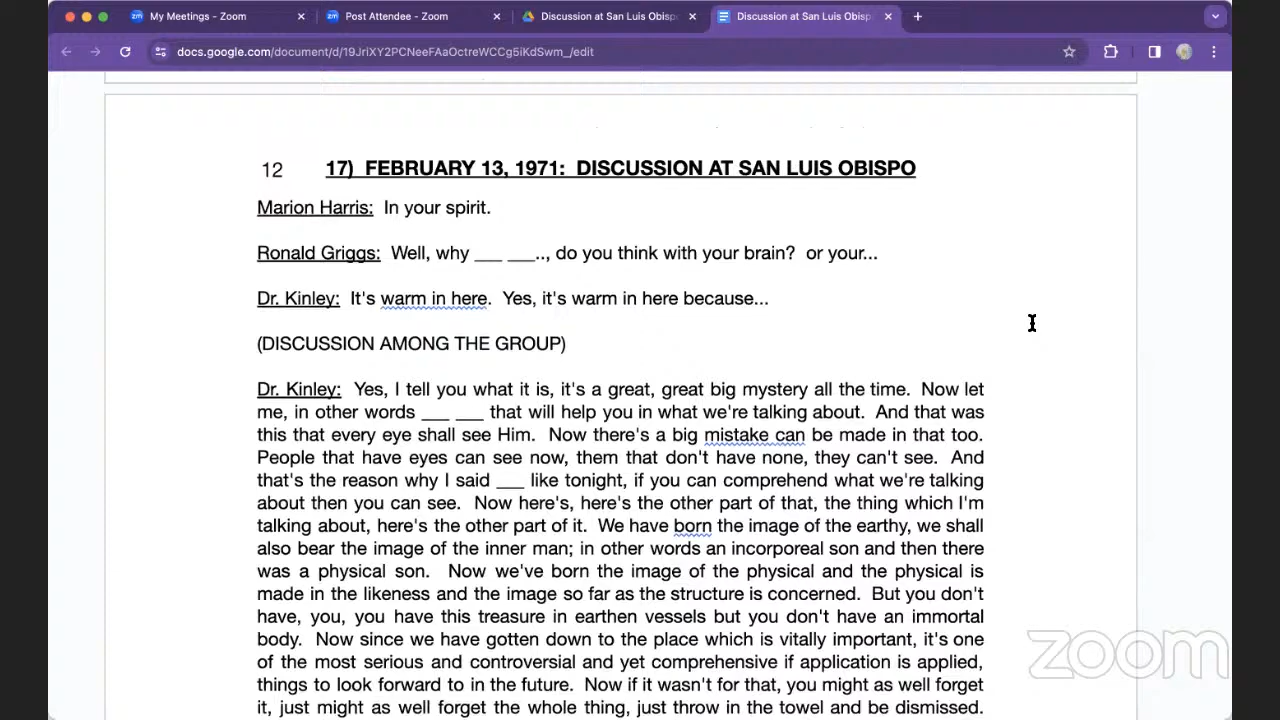 My Meetings - Zoom
Post Attendee - Zoom
Discussion at San Luis Obisp
Discussion at San Luis Obisp
docs.google.com/document/d/19JriXY2PCNeeFAaOctreWCCg5iKdSwm_/edit
12 17) FEBRUARY 13, 1971: DISCUSSION AT SAN LUIS OBISPO
Marion Harris: In your spirit.
Ronald Griggs: Well, why ___ ___.., do you think with your brain? or your...
Dr. Kinley: It's warm in here. Yes, it's warm in here because...
(DISCUSSION AMONG THE GROUP)
Dr. Kinley: Yes, I tell you what it is, it's a great, great big mystery all the time. Now let
me, in other words ___ ___ that will help you in what we're talking about. And that was
this that every eye shall see Him. Now there's a big mistake can be made in that too.
People that have eyes can see now, them that don't have none, they can't see. And
that's the reason why I said ___ like tonight, if you can comprehend what we're talking
about then you can see. Now here's, here's the other part of that, the thing which I'm
talking about, here's the other part of it. We have born the image of the earthy, we shall
also bear the image of the inner man; in other words an incorporeal son and then there
was a physical son. Now we've born the image of the physical and the physical is
made in the likeness and the image so far as the structure is concerned. But you don't
have, you, you have this treasure in earthen vessels but you don't have an immortal
body. Now since we have gotten down to the place which is vitally important, it's one
of the most serious and controversial and yet comprehensive if application is applied,
things to look forward to in the future. Now if it wasn't for that, you might as well forget
it, just might as well forget the whole thing, just throw in the towel and be dismissed.
zoom